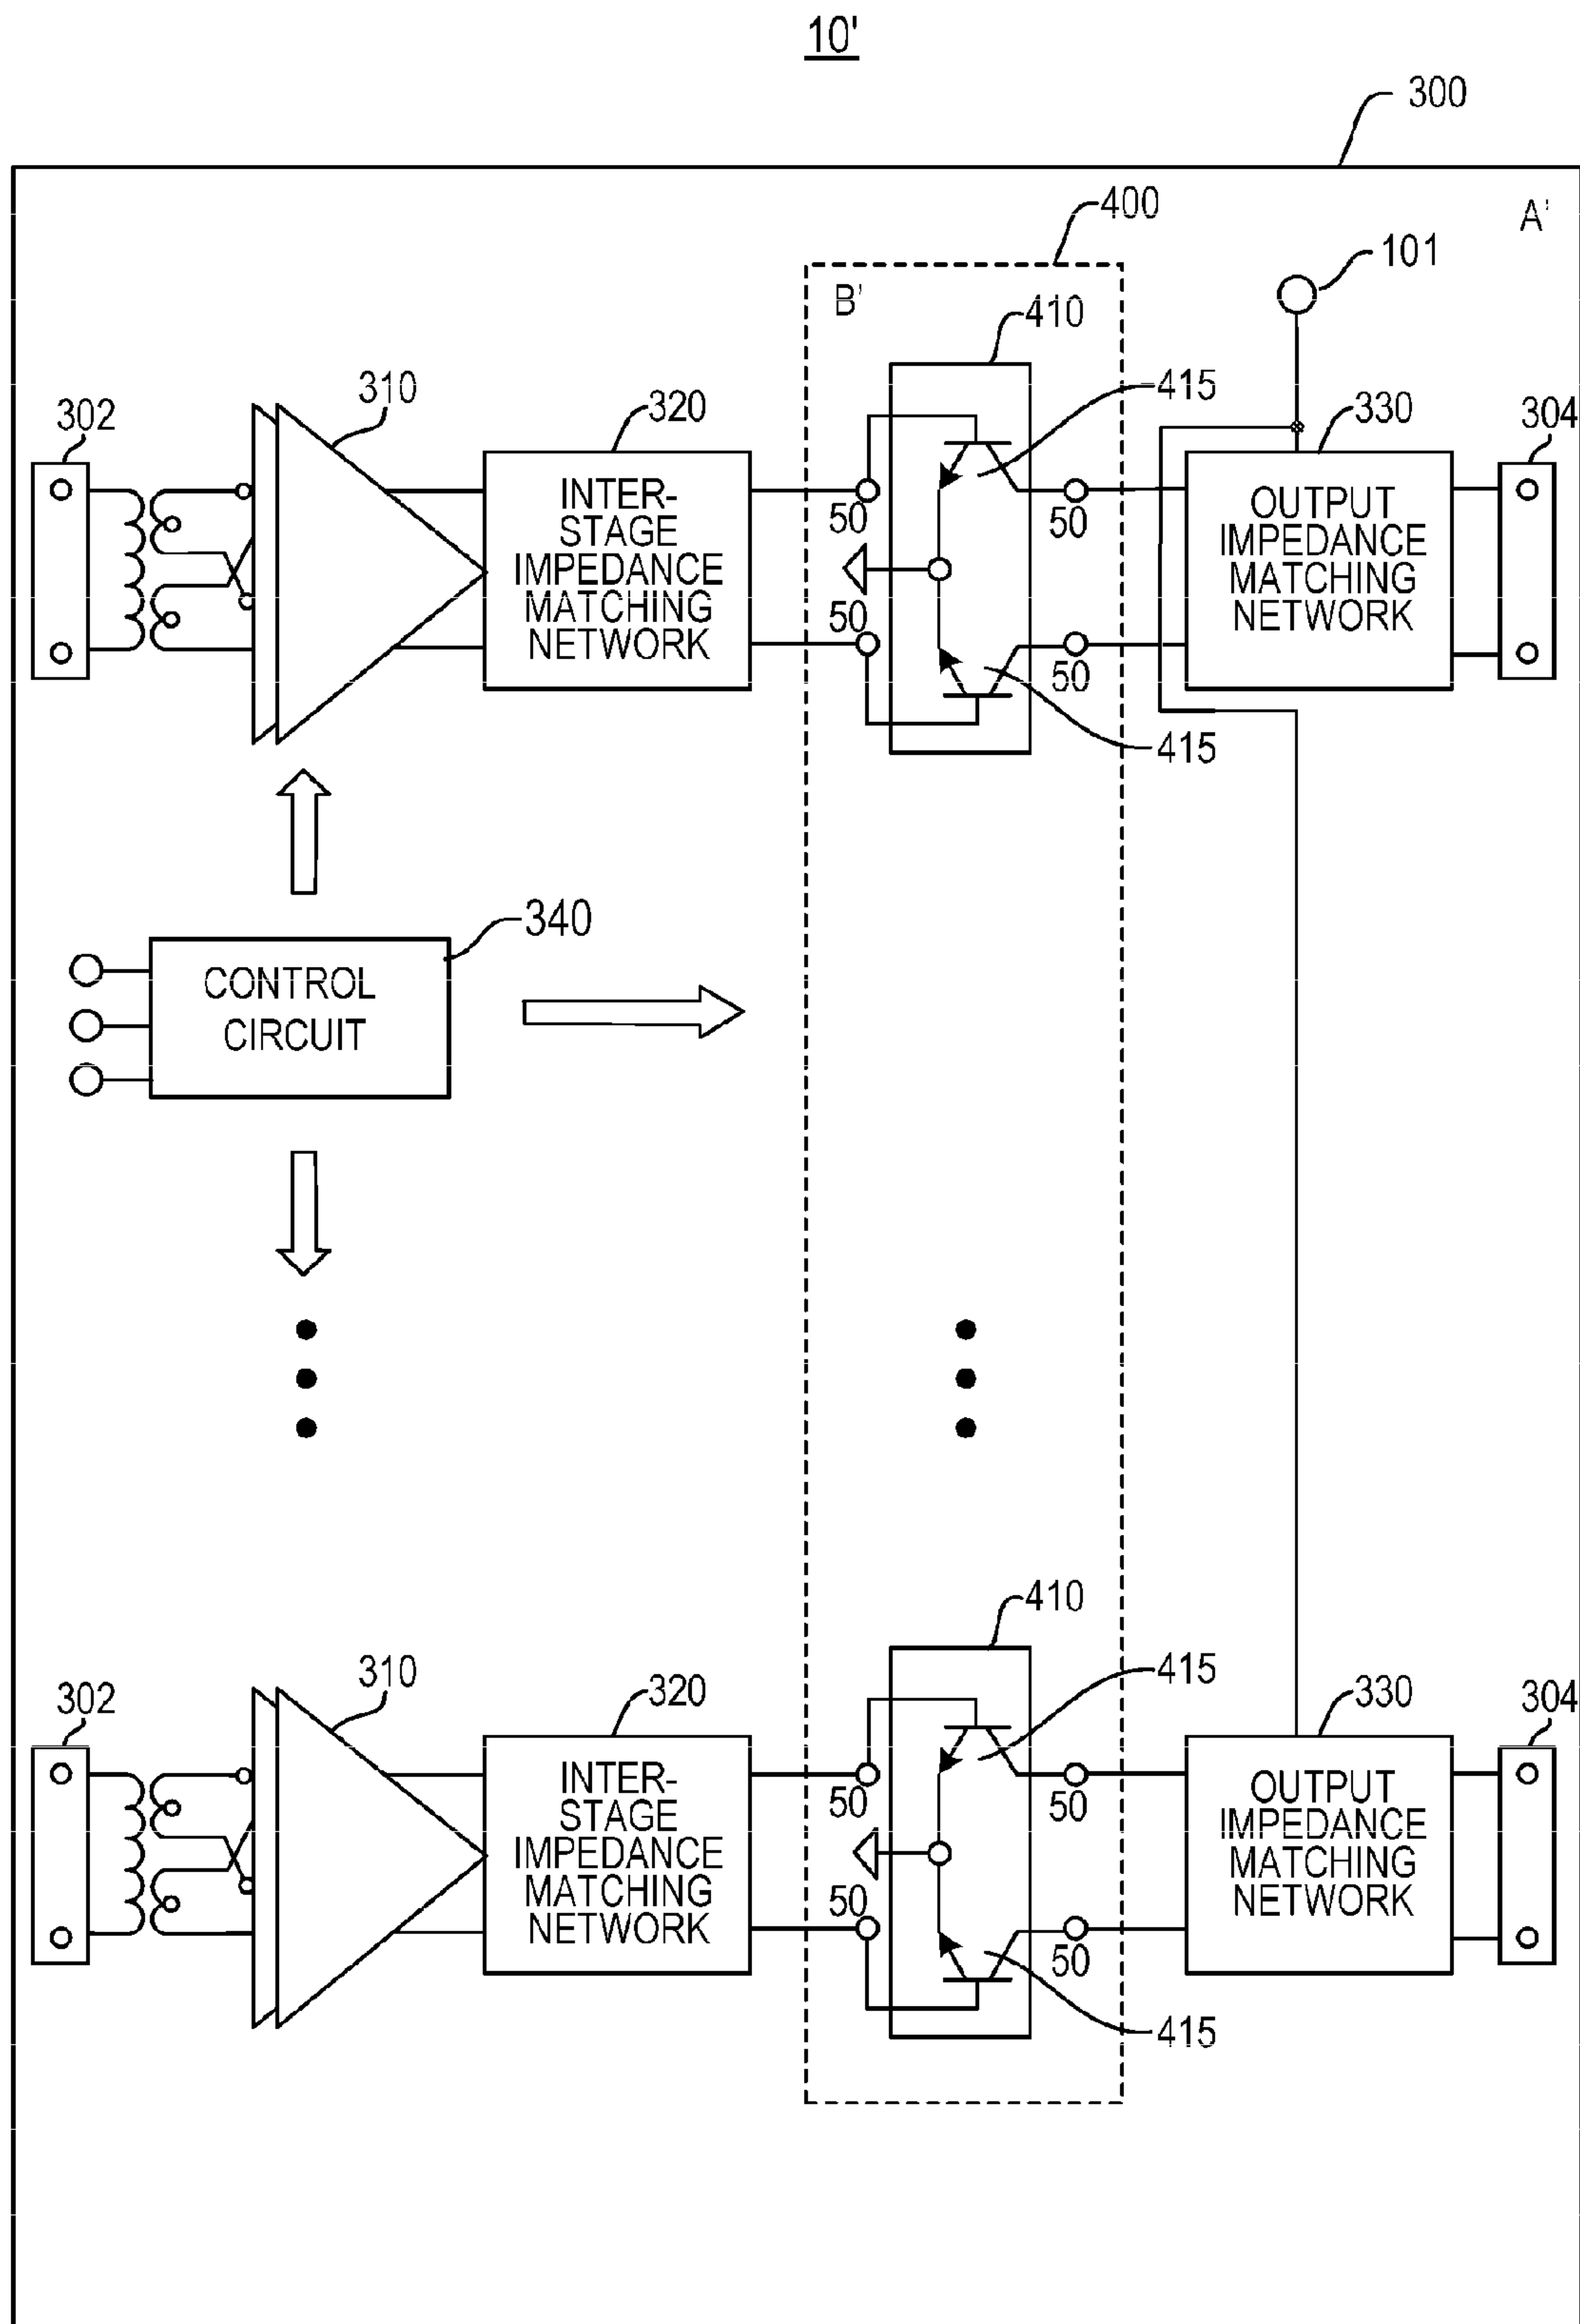 10'
300
400
A'
101
B'
410
310
415
320
330
302
304
INTER-
STAGE
IMPEDANCE
MATCHING
NETWORK
OUTPUT
IMPEDANCE
MATCHING
NETWORK
50
50
50
50
415
340
CONTROL
CIRCUIT
410
310
415
320
330
302
304
INTER-
STAGE
IMPEDANCE
MATCHING
NETWORK
OUTPUT
IMPEDANCE
MATCHING
NETWORK
50
50
50
50
415